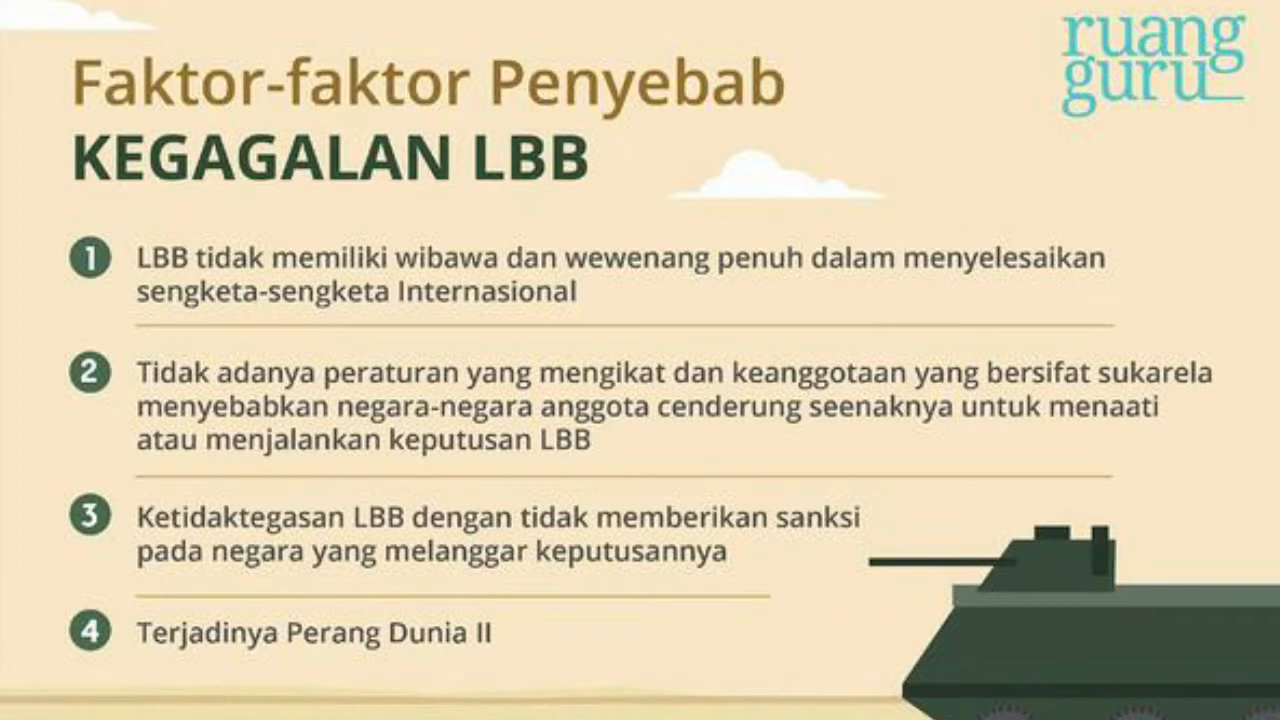 ruang
guru
Faktor-faktor Penyebab
KEGAGALAN LBB
1 LBB tidak memiliki wibawa dan wewenang penuh dalam menyelesaikan
sengketa-sengketa Internasional
2 Tidak adanya peraturan yang mengikat dan keanggotaan yang bersifat sukarela
menyebabkan negara-negara anggota cenderung seenaknya untuk menaati
atau menjalankan keputusan LBB
3 Ketidaktegasan LBB dengan tidak memberikan sanksi
pada negara yang melanggar keputusannya
4 Terjadinya Perang Dunia II